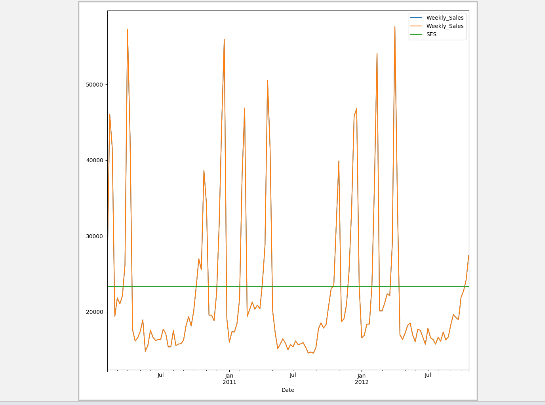 Weekly_Sales
Weekly_Sales
SES
50000
40000
30000
20000
Jul
Jan
2011
Jul
Jan
2012
Jul
Date